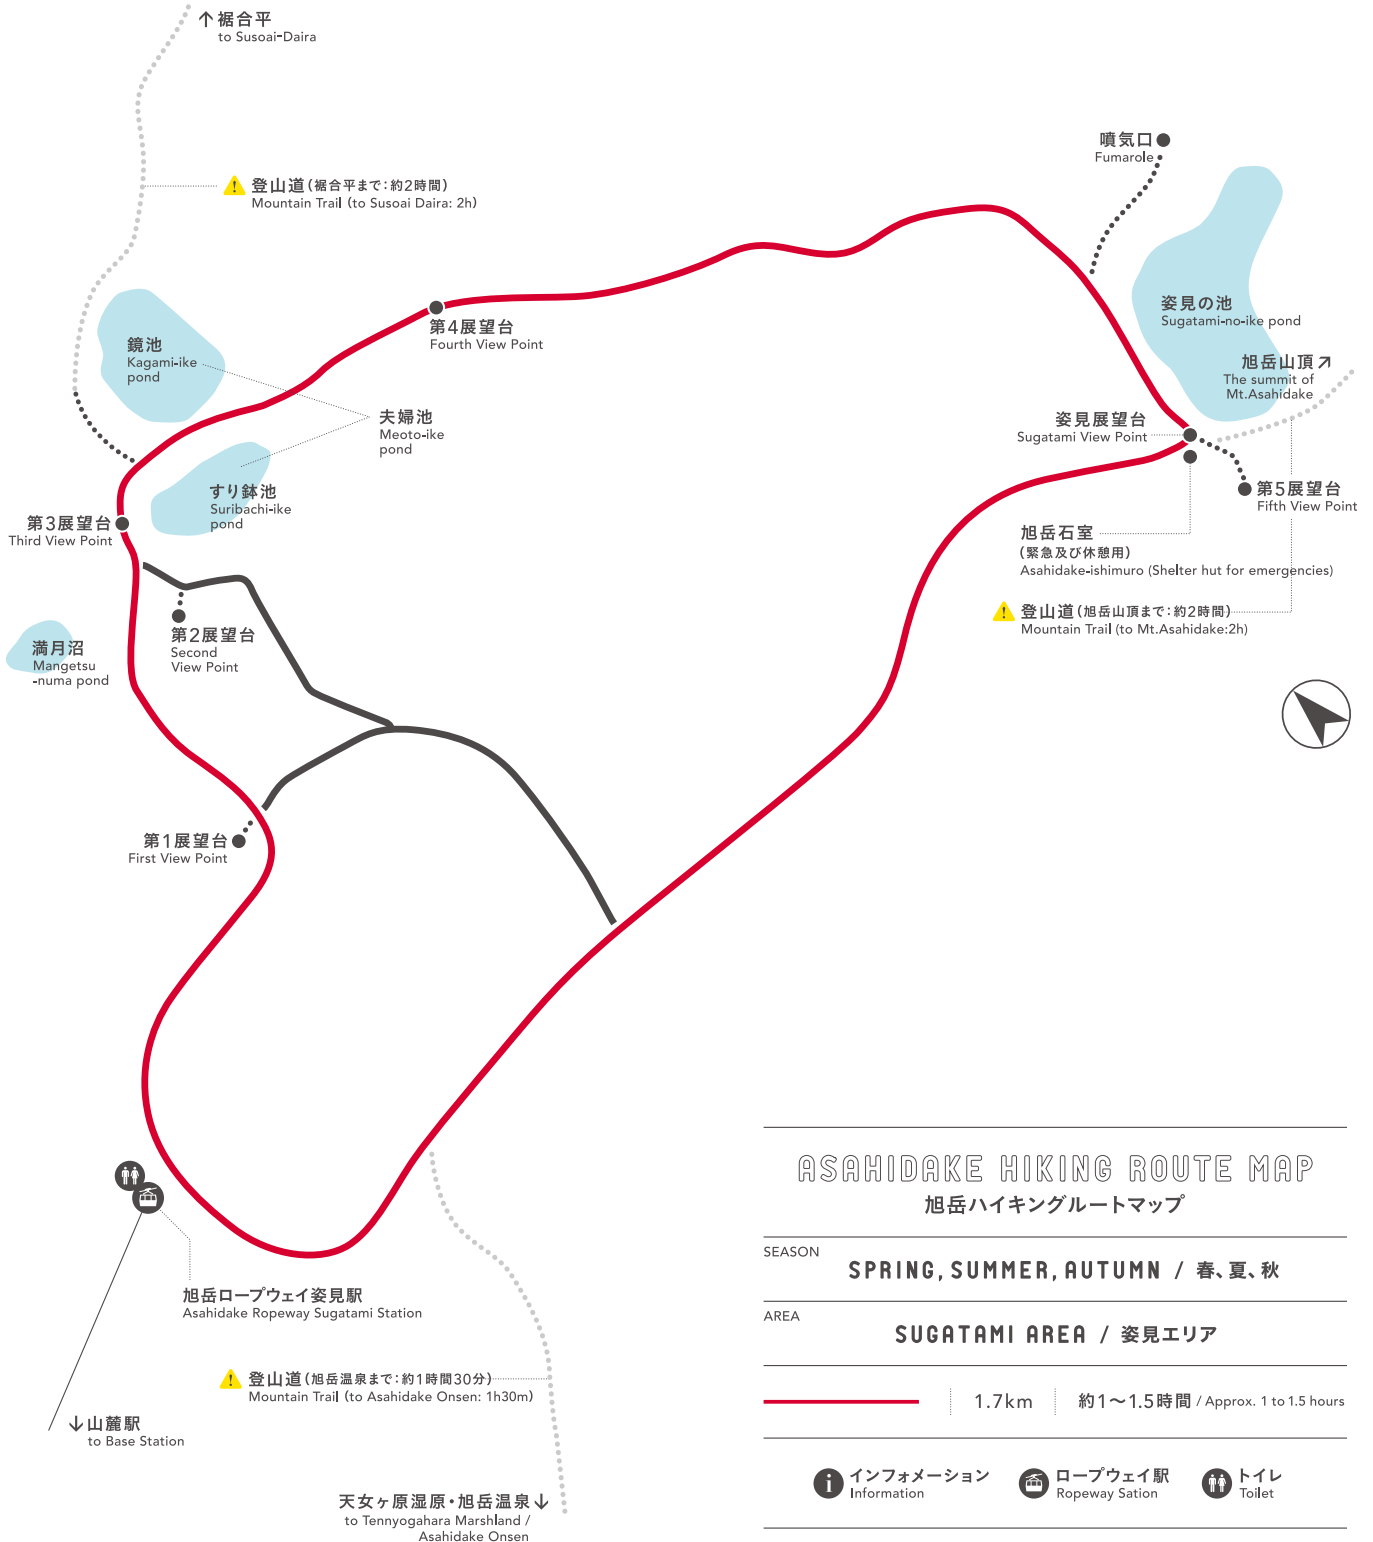 ↑裾合平
to Susoai-Daira
登山道(裾合平まで:約2時間)
Mountain Trail (to Susoai Daira: 2h)
噴気口
Fumarole
姿見の池
Sugatami-no-ike pond
旭岳山頂↗
The summit of
Mt.Asahidake
第4展望台
Fourth View Point
鏡池
Kagami-ike
pond
夫婦池
Meoto-ike
pond
姿見展望台
Sugatami View Point
すり鉢池
Suribachi-ike
pond
第3展望台
Third View Point
第5展望台
Fifth View Point
旭岳石室
(緊急及び休憩用)
Asahidake-ishimuro (Shelter hut for emergencies)
登山道(旭岳山頂まで:約2時間)
Mountain Trail (to Mt.Asahidake:2h)
第2展望台
Second
View Point
満月沼
Mangetsu
-numa pond
第1展望台
First View Point
旭岳ロープウェイ姿見駅
Asahidake Ropeway Sugatami Station
登山道(旭岳温泉まで:約1時間30分)
Mountain Trail (to Asahidake Onsen: 1h30m)
↓山麓駅
to Base Station
天女ヶ原湿原・旭岳温泉↓
to Tennyogahara Marshland /
Asahidake Onsen
ASAHIDAKE HIKING ROUTE MAP
旭岳ハイキングルートマップ
SEASON
SPRING, SUMMER, AUTUMN / 春、夏、秋
AREA
SUGATAMI AREA / 姿見エリア
1.7km 約1〜1.5時間 / Approx. 1 to 1.5 hours
i インフォメーション
Information
ロープウェイ駅
Ropeway Sation
トイレ
Toilet